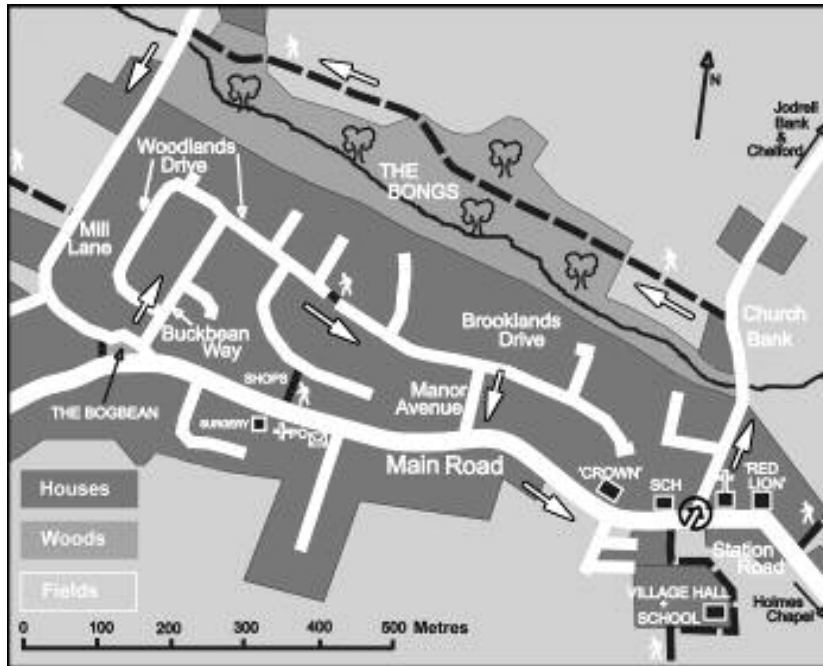 N
Jodrell
Bank
&
Chelford
Woodlands
Drive
THE
BONGS
Mill
Lane
Church
Bank
Buckbean
Way
Brooklands
Drive
SHOPS
Manor
Avenue
THE BOGBEAN
SURGERY
PO
Main Road
'CROWN'
SCH
'RED
LION'
Houses
Woods
Fields
Station
Road
VILLAGE HALL
+
SCHOOL
Holmes
Chapel
0 100 200 300 400 500 Metres